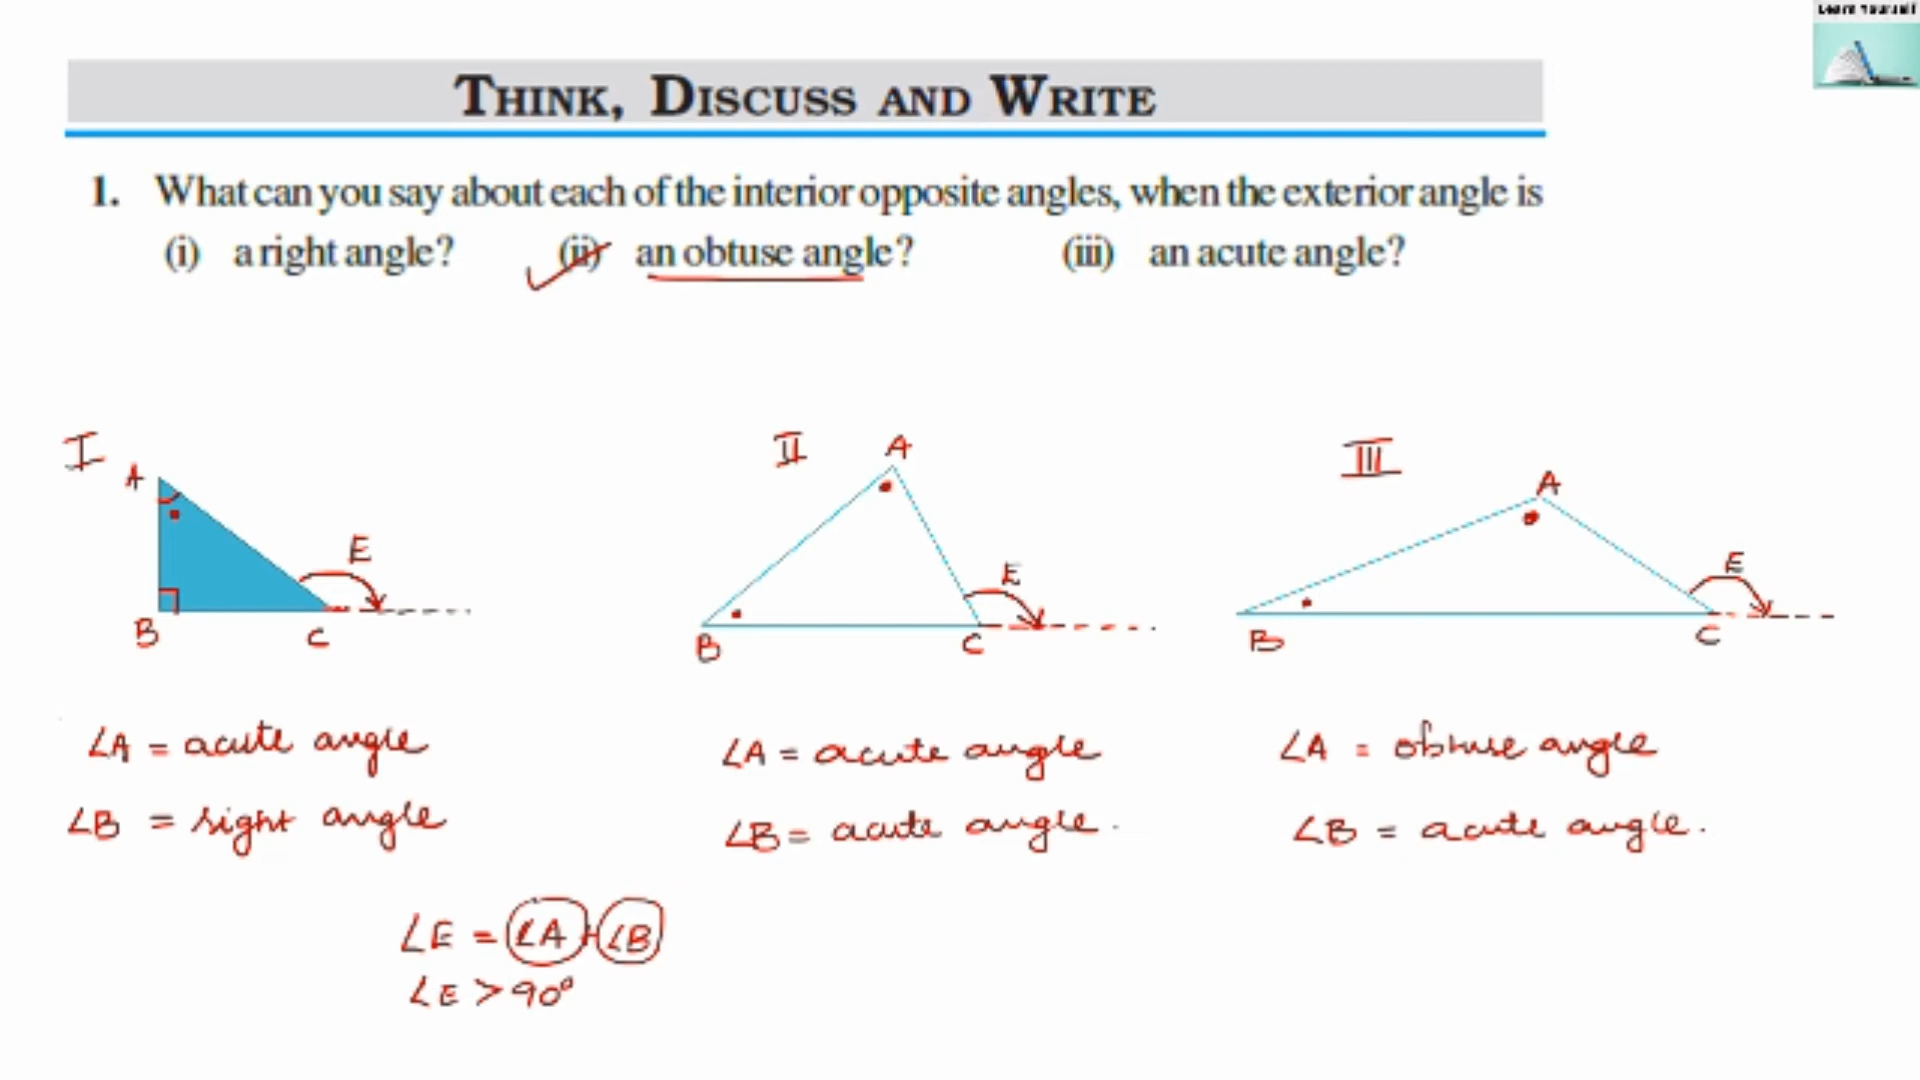 Learn Yourself
THINK, DISCUSS AND WRITE
1. What can you say about each of the interior opposite angles, when the exterior angle is
(i) a right angle? (ii) an obtuse angle? (iii) an acute angle?
I II III
A A A
E E E
B C B C B C
∠A = acute angle ∠A = acute angle ∠A = obtuse angle
∠B = right angle ∠B = acute angle. ∠B = acute angle.
∠E = ∠A + ∠B
∠E > 90°